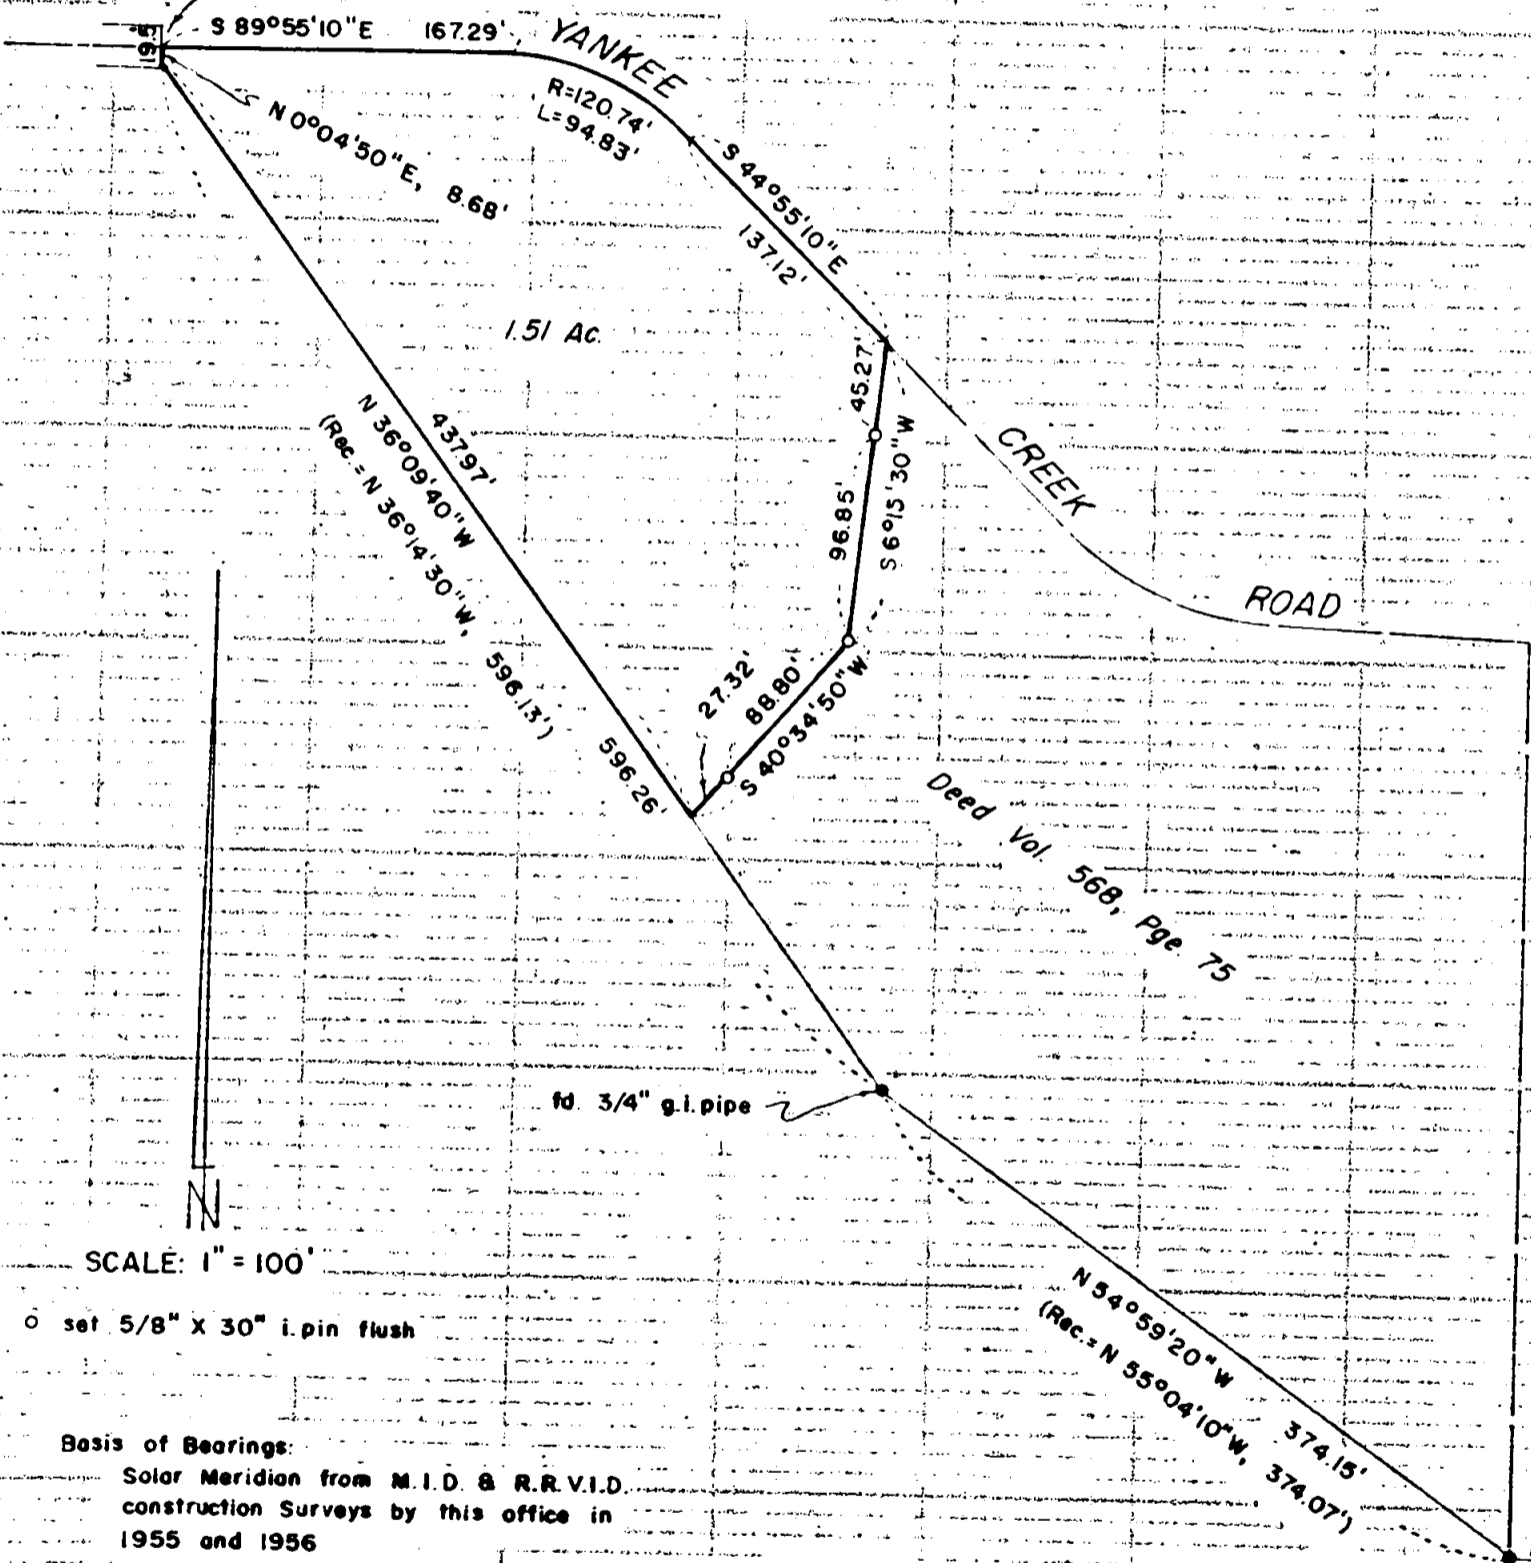 19.5'
S 89°55'10"E 167.29'
YANKEE
R=120.74'
L=94.83'
N 0°04'50"E, 8.68'
S 44°55'10"E
137.12'
1.51 Ac.
45.27'
96.85'
S 6°15'30"W
CREEK
ROAD
437.97'
N 36°09'40"W
(Rec.= N 36°14'30"W, 596.13')
596.26'
27.32'
88.80'
S 40°34'50"W
Deed Vol. 568, Pge 75
fd. 3/4" g.i. pipe
N
SCALE: 1" = 100'
o set 5/8" X 30" i. pin flush
N 54°59'20"W 374.15'
(Rec.= N 55°04'10"W, 374.07')
Basis of Bearings:
Solar Meridian from M.I.D. & R.R.V.I.D.
construction Surveys by this office in
1955 and 1956